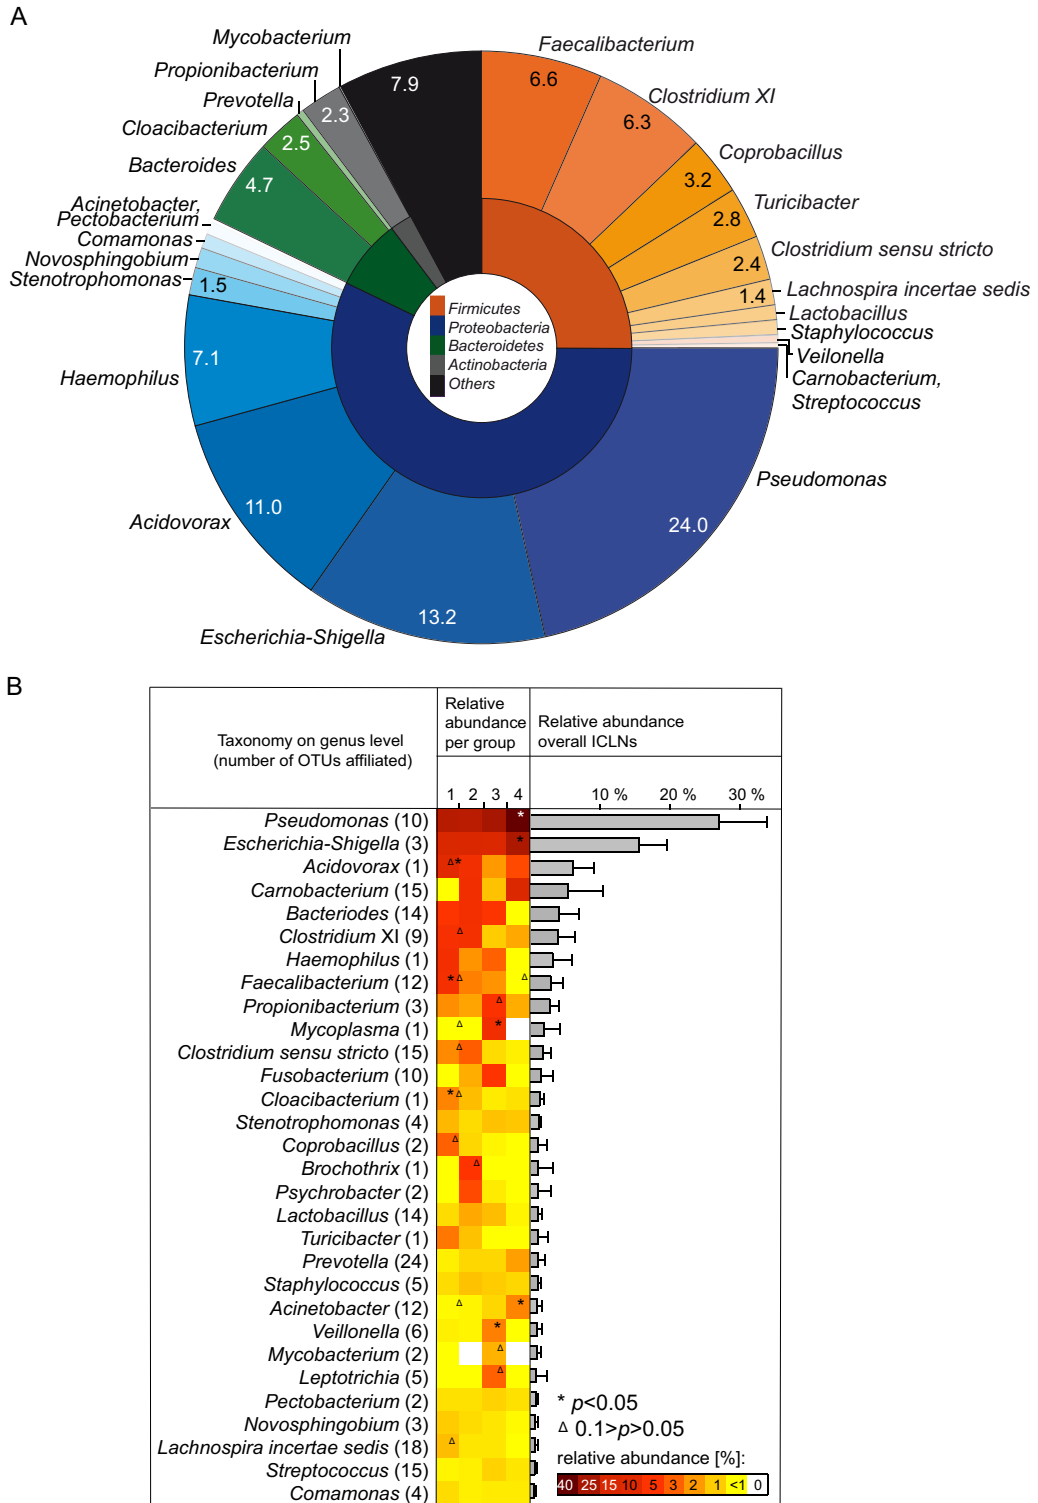 A
Mycobacterium
Propionibacterium
Prevotella
Cloacibacterium
Bacteroides
Acinetobacter,
Pectobacterium
Comamonas
Novosphingobium
Stenotrophomonas
Haemophilus
Acidovorax
Escherichia-Shigella
Faecalibacterium
Clostridium XI
Coprobacillus
Turicibacter
Clostridium sensu stricto
Lachnospira incertae sedis
Lactobacillus
Staphylococcus
Veilonella
Carnobacterium,
Streptococcus
Pseudomonas
7.9
6.6
6.3
3.2
2.8
2.4
1.4
24.0
13.2
11.0
7.1
1.5
4.7
2.5
2.3
Firmicutes
Proteobacteria
Bacteroidetes
Actinobacteria
Others
B
Taxonomy on genus level
(number of OTUs affiliated)
Relative
abundance
per group
Relative abundance
overall ICLNs
1 2 3 4
10 % 20 % 30 %
Pseudomonas (10) *
Escherichia-Shigella (3) *
Acidovorax (1) Δ*
Carnobacterium (15)
Bacteriodes (14)
Clostridium XI (9) Δ
Haemophilus (1)
Faecalibacterium (12) *Δ Δ
Propionibacterium (3) Δ
Mycoplasma (1) Δ *
Clostridium sensu stricto (15) Δ
Fusobacterium (10)
Cloacibacterium (1) *Δ
Stenotrophomonas (4)
Coprobacillus (2) Δ
Brochothrix (1) Δ
Psychrobacter (2)
Lactobacillus (14)
Turicibacter (1)
Prevotella (24)
Staphylococcus (5)
Acinetobacter (12) Δ *
Veillonella (6) *
Mycobacterium (2) Δ
Leptotrichia (5) Δ
Pectobacterium (2)
Novosphingobium (3)
Lachnospira incertae sedis (18) Δ
Streptococcus (15)
Comamonas (4)
* p<0.05
Δ 0.1>p>0.05
relative abundance [%]:
40 25 15 10 5 3 2 1 <1 0